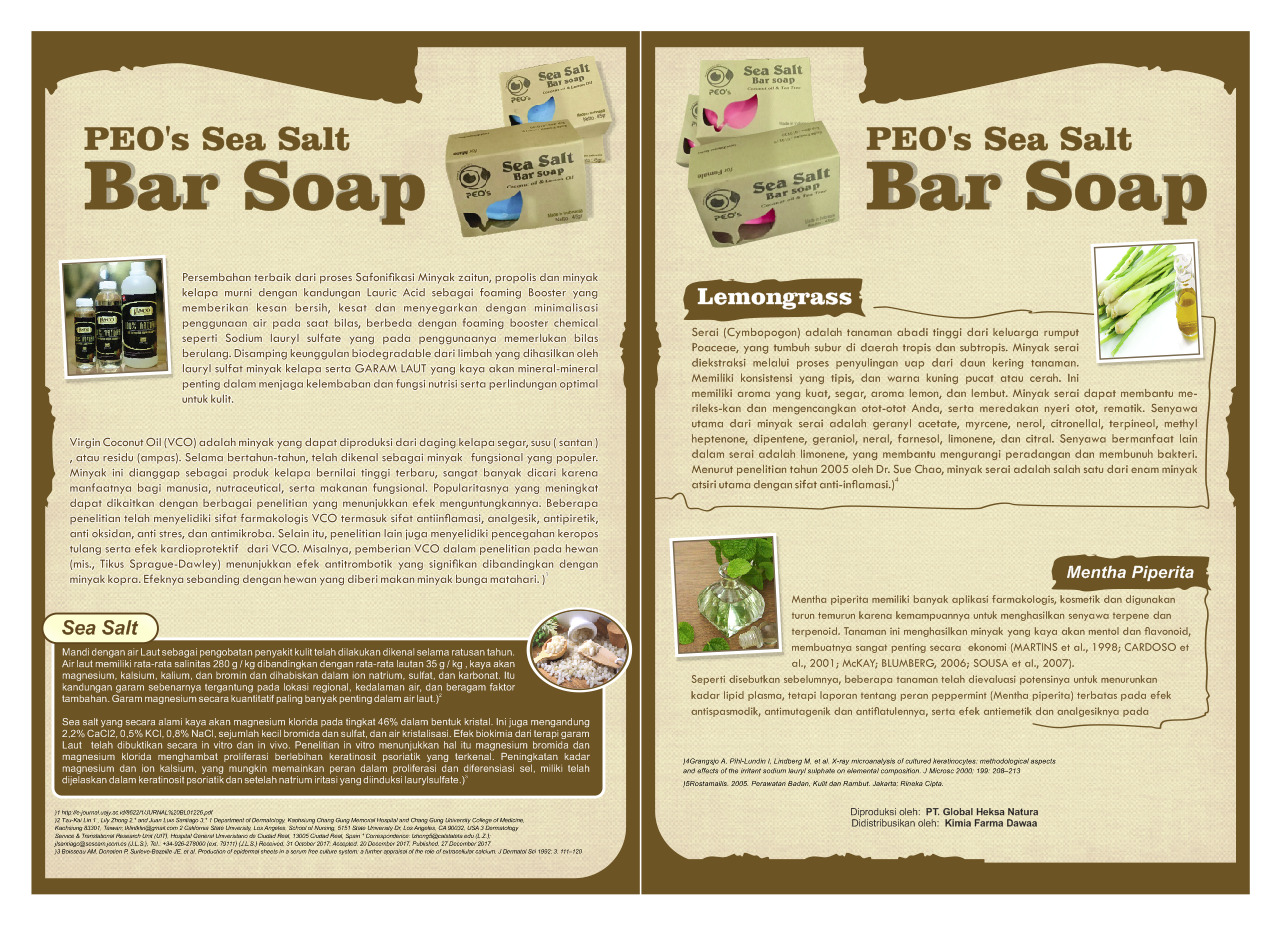 PEO's Sea Salt
Bar Soap
PEO's
Sea Salt
Bar soap
Coconut oil & Lemon Oil
PEO's
Sea Salt
Bar soap
Coconut oil & Lemon Oil
Made in Indonesia
Persembahan terbaik dari proses Safonifikasi Minyak zaitun, propolis dan minyak
kelapa murni dengan kandungan Lauric Acid sebagai foaming Booster yang
memberikan kesan bersih, kesat dan menyegarkan dengan minimalisasi
penggunaan air pada saat bilas, berbeda dengan foaming booster chemical
seperti Sodium lauryl sulfate yang pada penggunaanya memerlukan bilas
berulang. Disamping keunggulan biodegradable dari limbah yang dihasilkan oleh
lauryl sulfat minyak kelapa serta GARAM LAUT yang kaya akan mineral-mineral
penting dalam menjaga kelembaban dan fungsi nutrisi serta perlindungan optimal
untuk kulit.
Virgin Coconut Oil (VCO) adalah minyak yang dapat diproduksi dari daging kelapa segar, susu ( santan )
, atau residu (ampas). Selama bertahun-tahun, telah dikenal sebagai minyak fungsional yang populer.
Minyak ini dianggap sebagai produk kelapa bernilai tinggi terbaru, sangat banyak dicari karena
manfaatnya bagi manusia, nutraceutical, serta makanan fungsional. Popularitasnya yang meningkat
dapat dikaitkan dengan berbagai penelitian yang menunjukkan efek menguntungkannya. Beberapa
penelitian telah menyelidiki sifat farmakologis VCO termasuk sifat antiinflamasi, analgesik, antipiretik,
anti oksidan, anti stres, dan antimikroba. Selain itu, penelitian lain juga menyelidiki pencegahan keropos
tulang serta efek kardioprotektif dari VCO. Misalnya, pemberian VCO dalam penelitian pada hewan
(mis., Tikus Sprague-Dawley) menunjukkan efek antitrombotik yang signifikan dibandingkan dengan
minyak kopra. Efeknya sebanding dengan hewan yang diberi makan minyak bunga matahari. )1
Sea Salt
Mandi dengan air Laut sebagai pengobatan penyakit kulit telah dilakukan dikenal selama ratusan tahun.
Air laut memiliki rata-rata salinitas 280 g / kg dibandingkan dengan rata-rata lautan 35 g / kg , kaya akan
magnesium, kalsium, kalium, dan bromin dan dihabiskan dalam ion natrium, sulfat, dan karbonat. Itu
kandungan garam sebenarnya tergantung pada lokasi regional, kedalaman air, dan beragam faktor
tambahan. Garam magnesium secara kuantitatif paling banyak penting dalam air laut.)2
Sea salt yang secara alami kaya akan magnesium klorida pada tingkat 46% dalam bentuk kristal. Ini juga mengandung
2,2% CaCl2, 0,5% KCl, 0,8% NaCl, sejumlah kecil bromida dan sulfat, dan air kristalisasi. Efek biokimia dari terapi garam
Laut telah dibuktikan secara in vitro dan in vivo. Penelitian in vitro menunjukkan hal itu magnesium bromida dan
magnesium klorida menghambat proliferasi berlebihan keratinosit psoriatik yang terkenal. Peningkatan kadar
magnesium dan ion kalsium, yang mungkin memainkan peran dalam proliferasi dan diferensiasi sel, miliki telah
dijelaskan dalam keratinosit psoriatik dan setelah natrium iritasi yang diinduksi laurylsulfate.)5
)1 http://e-journal.uajy.ac.id/8622/1/JURNAL%20BL01226.pdf
)2 Tsu-Kai Lin 1 , Lily Zhong 2,* and Juan Luis Santiago 3,* 1 Department of Dermatology, Kaohsiung Chang Gung Memorial Hospital and Chang Gung University College of Medicine,
Kaohsiung 83301, Taiwan; 2 California State University, Los Angeles, School of Nursing, 5151 State University Dr, Los Angeles, CA 90032, USA 3 Dermatology
Service & Translational Research Unit (UIT), Hospital General Universitario de Ciudad Real, 13005 Ciudad Real, Spain * Correspondence: (L.Z.);
(J.L.S.); Tel.: +34-926-278000 (ext. 79111) (J.L.S.) Received: 31 October 2017; Accepted: 20 December 2017; Published: 27 December 2017
)3 Boisseau AM, Donatien P, Surleve-Bazeille JE, et al. Production of epidermal sheets in a serum free culture system: a further appraisal of the role of extracellular calcium. J Dermatol Sci 1992; 3: 111–120
PEO's Sea Salt
Bar Soap
PEO's
Sea Salt
Bar soap
Coconut oil & Tea Tree
for Female
PEO's
Sea Salt
Bar soap
Coconut oil & Tea Tree
Lemongrass
Serai (Cymbopogon) adalah tanaman abadi tinggi dari keluarga rumput
Poaceae, yang tumbuh subur di daerah tropis dan subtropis. Minyak serai
diekstraksi melalui proses penyulingan uap dari daun kering tanaman.
Memiliki konsistensi yang tipis, dan warna kuning pucat atau cerah. Ini
memiliki aroma yang kuat, segar, aroma lemon, dan lembut. Minyak serai dapat membantu me-
rileks-kan dan mengencangkan otot-otot Anda, serta meredakan nyeri otot, rematik. Senyawa
utama dari minyak serai adalah geranyl acetate, myrcene, nerol, citronellal, terpineol, methyl
heptenone, dipentene, geraniol, neral, farnesol, limonene, dan citral. Senyawa bermanfaat lain
dalam serai adalah limonene, yang membantu mengurangi peradangan dan membunuh bakteri.
Menurut penelitian tahun 2005 oleh Dr. Sue Chao, minyak serai adalah salah satu dari enam minyak
atsiri utama dengan sifat anti-inflamasi.)4
Mentha Piperita
Mentha piperita memiliki banyak aplikasi farmakologis, kosmetik dan digunakan
turun temurun karena kemampuannya untuk menghasilkan senyawa terpene dan
terpenoid. Tanaman ini menghasilkan minyak yang kaya akan mentol dan flavonoid,
membuatnya sangat penting secara ekonomi (MARTINS et al., 1998; CARDOSO et
al., 2001; McKAY; BLUMBERG, 2006; SOUSA et al., 2007).
Seperti disebutkan sebelumnya, beberapa tanaman telah dievaluasi potensinya untuk menurunkan
kadar lipid plasma, tetapi laporan tentang peran peppermint (Mentha piperita) terbatas pada efek
antispasmodik, antimutagenik dan antiflatulennya, serta efek antiemetik dan analgesiknya pada
)4Grangsjo A, Pihl-Lundin I, Lindberg M, et al. X-ray microanalysis of cultured keratinocytes: methodological aspects
and effects of the irritant sodium lauryl sulphate on elemental composition. J Microsc 2000; 199: 208–213
)5Rostamailis. 2005. Perawatan Badan, Kulit dan Rambut. Jakarta: Rineka Cipta.
Diproduksi oleh: PT. Global Heksa Natura
Didistribusikan oleh: Kimia Farma Dawaa